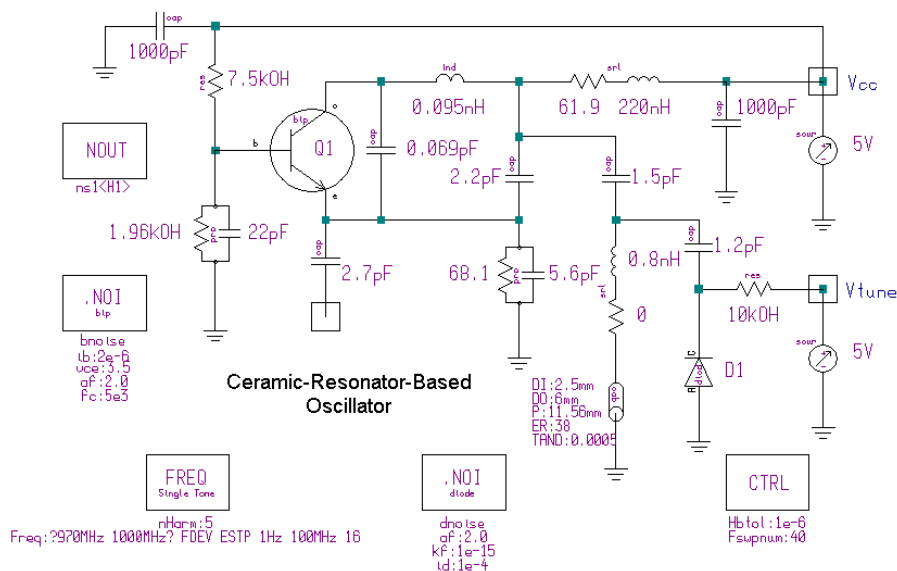 cap
1000pF
res
7.5kOH
ind
0.095nH
srl
61.9
220nH
cap
1000pF
Vcc
sour
5V
NOUT
ns1<H1>
b
c
blp
Q1
e
cap
0.069pF
cap
2.2pF
cap
1.5pF
1.96kOH
pro
22pF
cap
2.7pF
68.1
pro
5.6pF
0.8nH
srl
0
cap
1.2pF
res
10kOH
Vtune
sour
5V
.NOI
bip
bnoise
ib:2e-6
vce:3.5
af:2.0
fc:5e3
Ceramic-Resonator-Based
Oscillator
DI:2.5mm
DO:6mm
P:11.56mm
ER:38
TAND:0.0005
cab
C
diod
A
D1
FREQ
Single Tone
nHarm:5
Freq:?970MHz 1000MHz? FDEV ESTP 1Hz 100MHz 16
.NOI
diode
dnoise
af:2.0
kf:1e-15
id:1e-4
CTRL
Hbtol:1e-6
Fswpnum:40